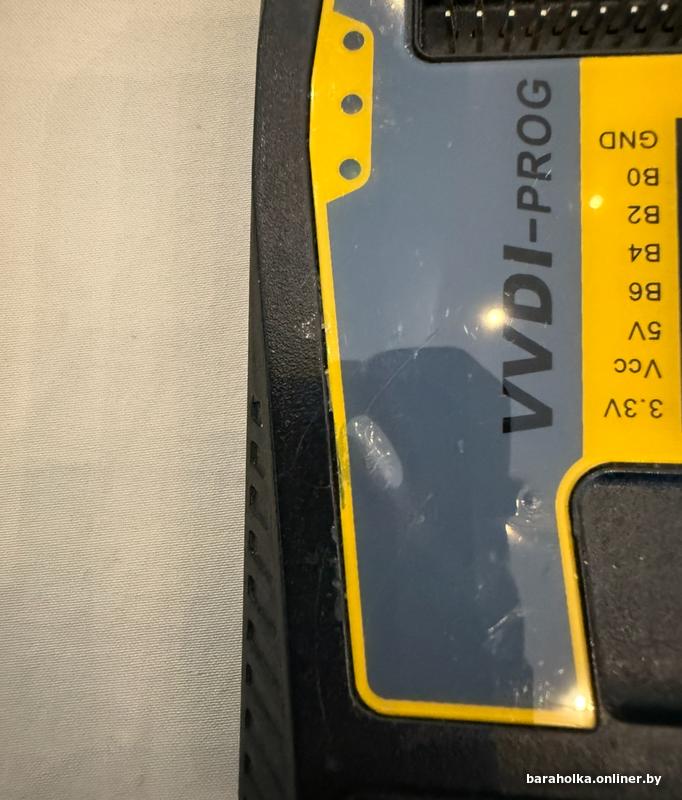 VVDI-PROG
GND
B0
B2
B4
B6
5V
Vcc
3.3V
baraholka.onliner.by